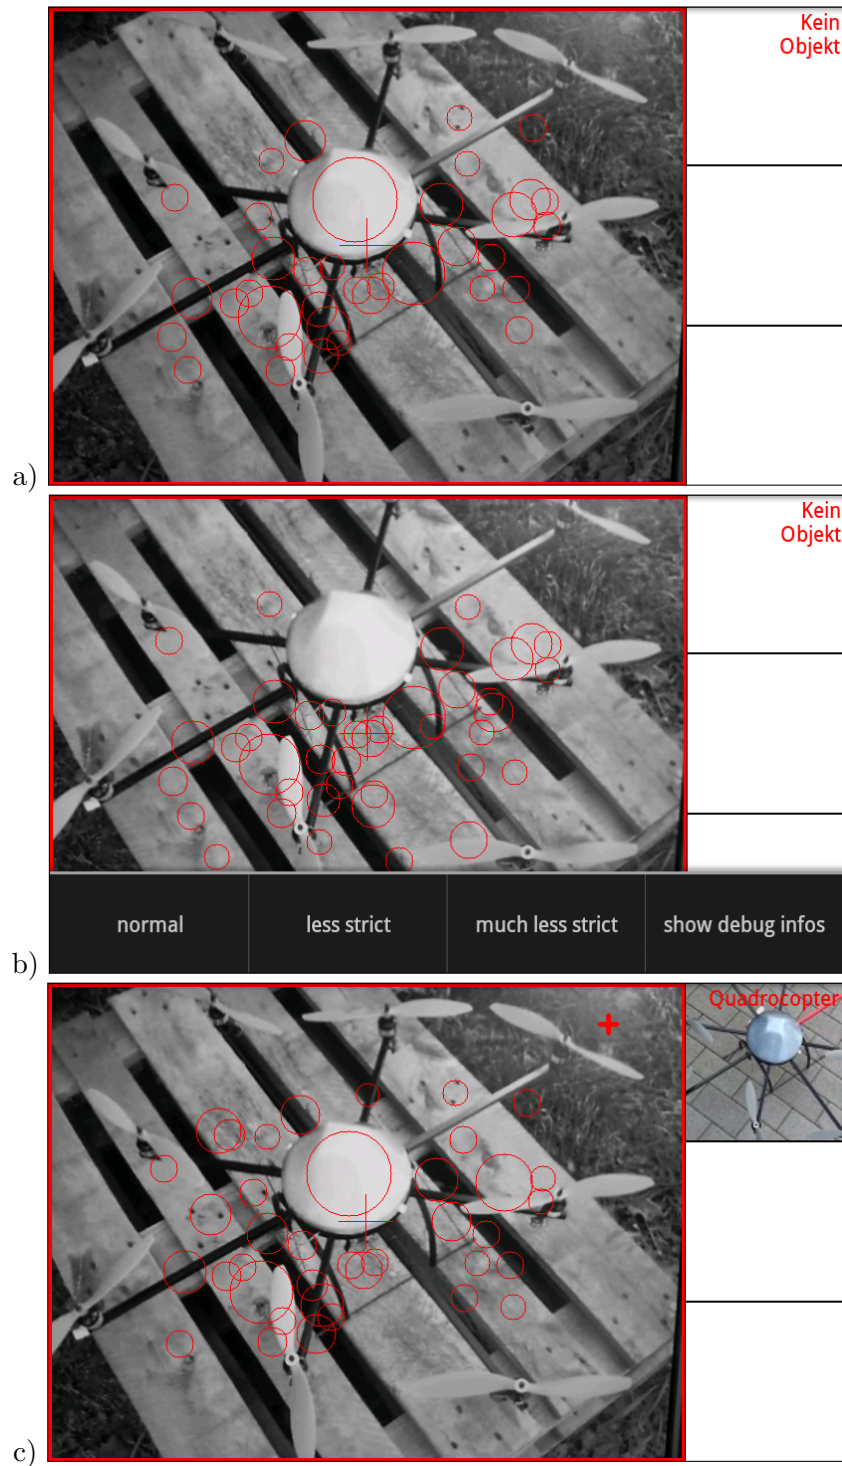 Kein
Objekt
a)
Kein
Objekt
normal
less strict
much less strict
show debug infos
b)
Quadrocopter
c)